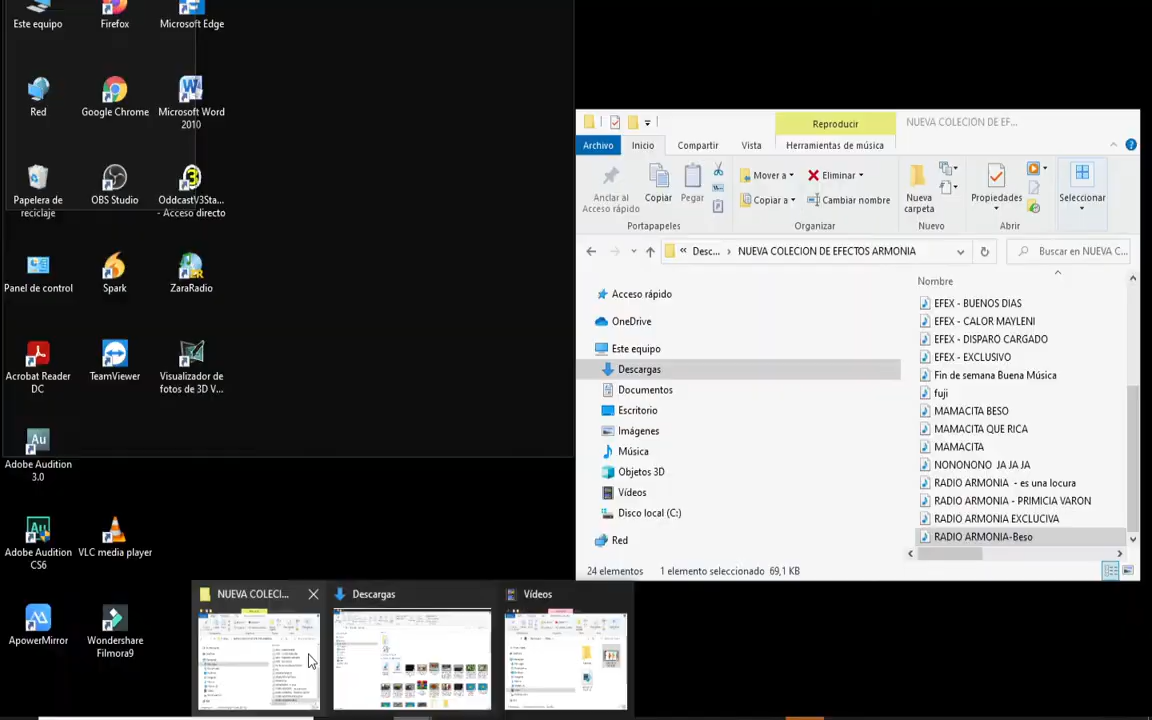 Este equipo
Firefox
Microsoft Edge
Red
Google Chrome
Microsoft Word
2010
Papelera de
reciclaje
OBS Studio
OddcastV3Sta...
- Acceso directo
Panel de control
Spark
ZaraRadio
Acrobat Reader
DC
TeamViewer
Visualizador de
fotos de 3D V...
Adobe Audition
3.0
Adobe Audition
CS6
VLC media player
ApowerMirror
Wondershare
Filmora9
Reproducir
NUEVA COLECION DE EF...
Archivo
Inicio
Compartir
Vista
Herramientas de música
Anclar al
Acceso rápido
Copiar
Pegar
Mover a
Copiar a
Eliminar
Cambiar nombre
Nueva
carpeta
Propiedades
Seleccionar
Portapapeles
Organizar
Nuevo
Abrir
« Desc... › NUEVA COLECION DE EFECTOS ARMONIA
Buscar en NUEVA C...
Acceso rápido
OneDrive
Este equipo
Descargas
Documentos
Escritorio
Imágenes
Música
Objetos 3D
Vídeos
Disco local (C:)
Red
Nombre
EFEX - BUENOS DIAS
EFEX - CALOR MAYLENI
EFEX - DISPARO CARGADO
EFEX - EXCLUSIVO
Fin de semana Buena Música
fuji
MAMACITA BESO
MAMACITA QUE RICA
MAMACITA
NONONONO JA JA JA
RADIO ARMONIA - es una locura
RADIO ARMONIA - PRIMICIA VARON
RADIO ARMONIA EXCLUCIVA
RADIO ARMONIA-Beso
24 elementos
1 elemento seleccionado 69,1 KB
NUEVA COLECI...
Descargas
Vídeos